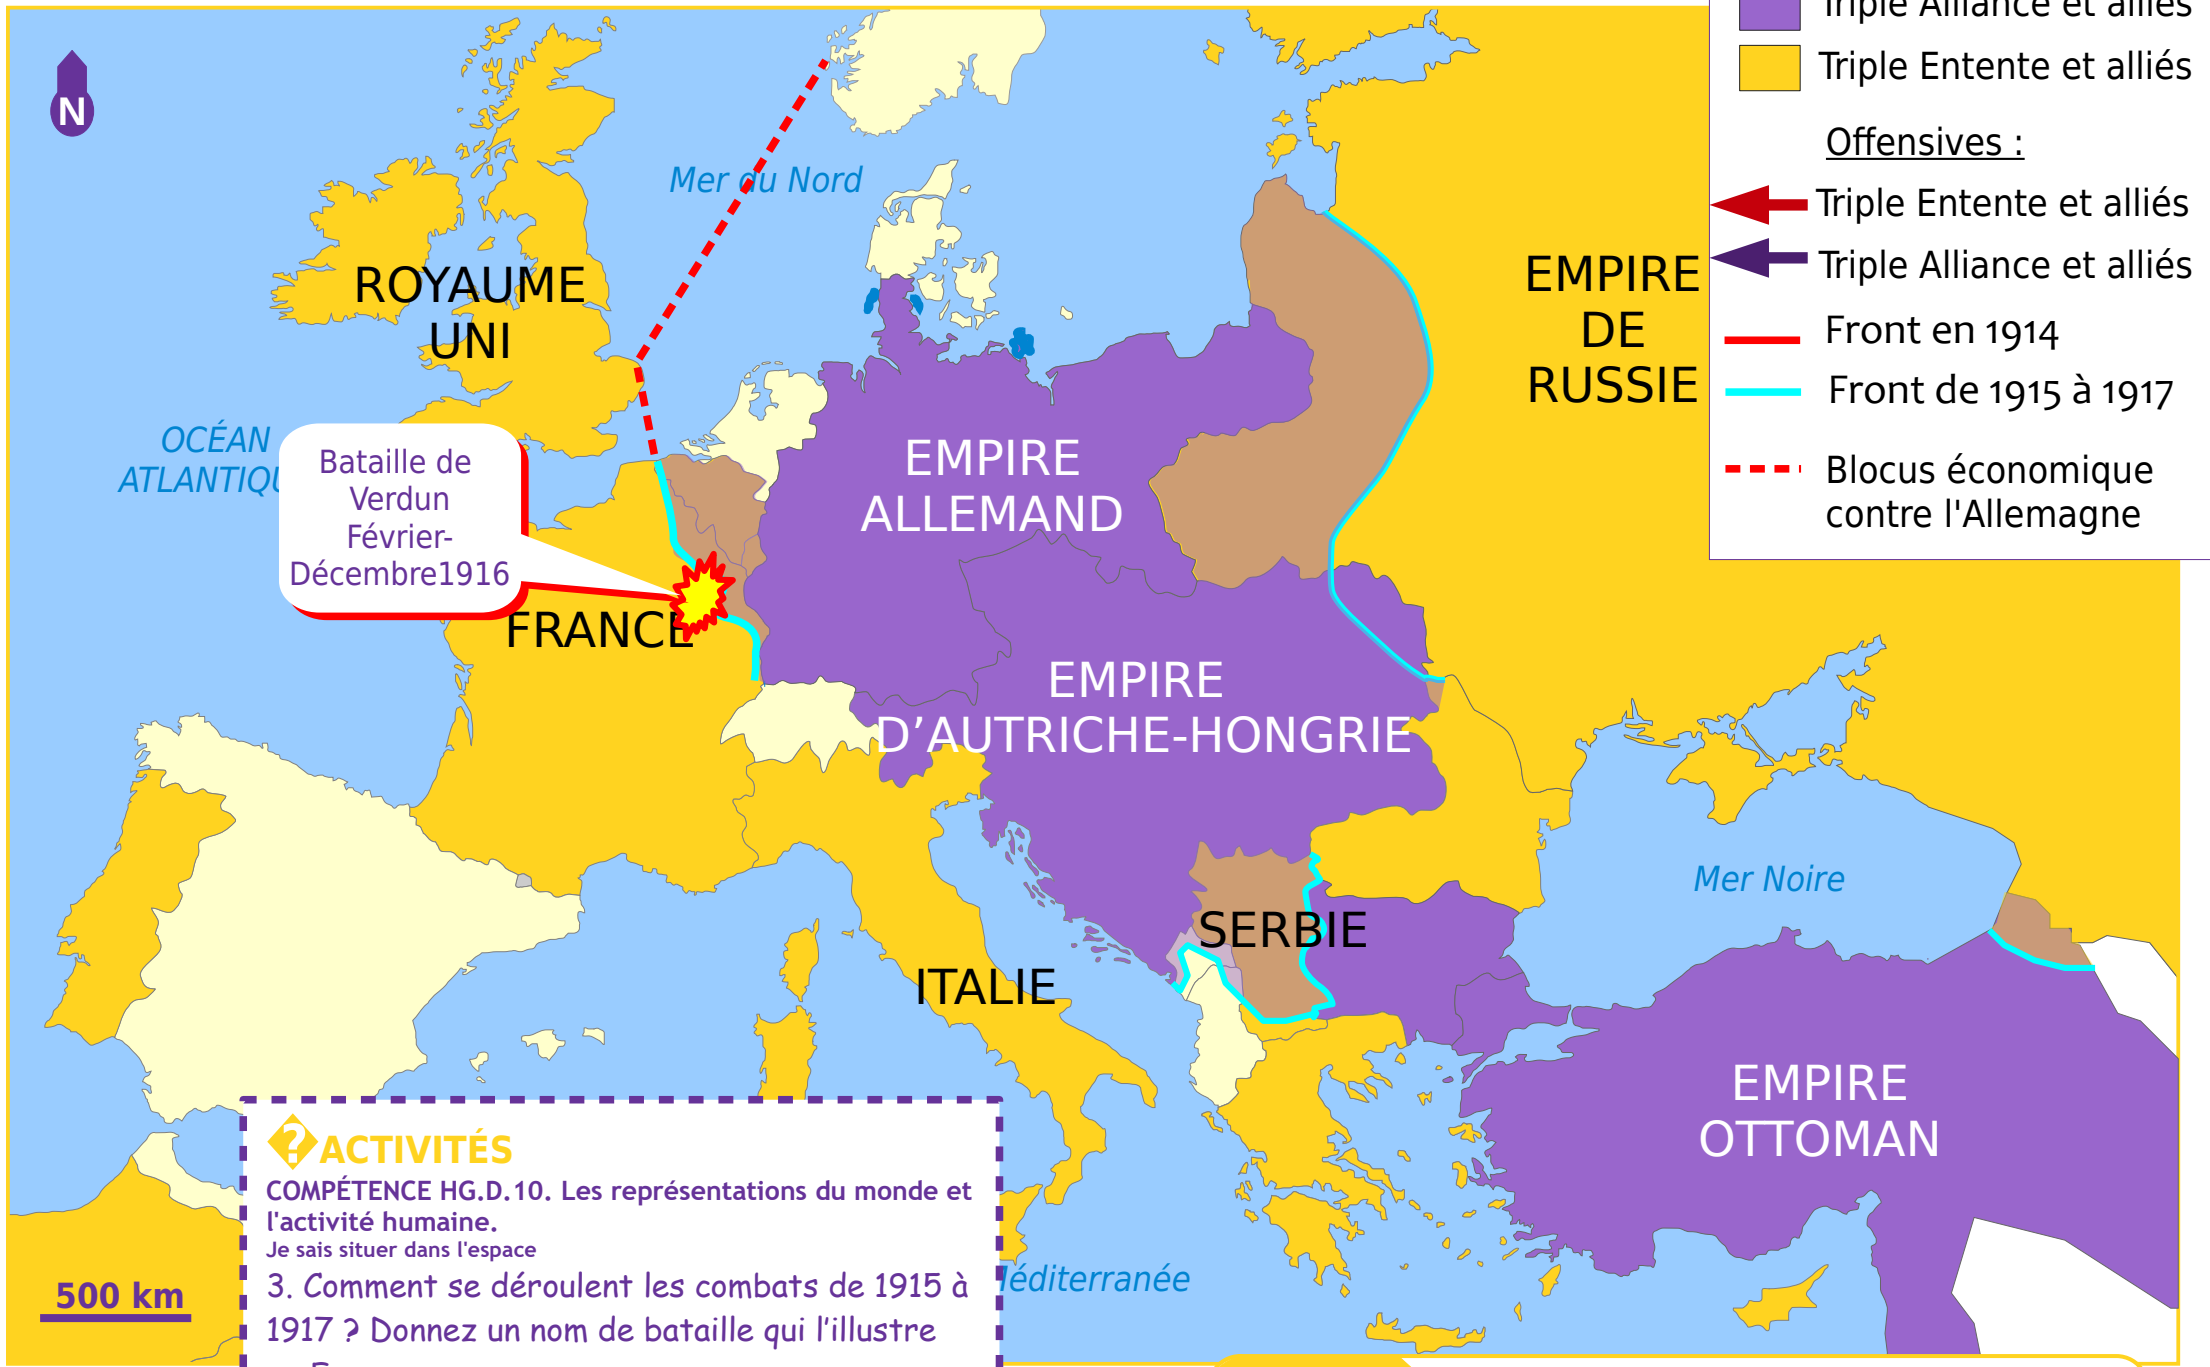 Triple Alliance et alliés
Triple Entente et alliés
Offensives :
Triple Entente et alliés
Triple Alliance et alliés
Front en 1914
Front de 1915 à 1917
Blocus économique
contre l'Allemagne
N
Mer du Nord
ROYAUME
UNI
EMPIRE
DE
RUSSIE
OCÉAN
Bataille de
Verdun
Février-
Décembre1916
EMPIRE
ALLEMAND
FRANCE
EMPIRE
D’AUTRICHE-HONGRIE
Mer Noire
SERBIE
ITALIE
EMPIRE
OTTOMAN
?
ACTIVITÉS
COMPÉTENCE HG.D.10. Les représentations du monde et
l'activité humaine.
Je sais situer dans l'espace
3. Comment se déroulent les combats de 1915 à
1917 ? Donnez un nom de bataille qui l’illustre
500 km